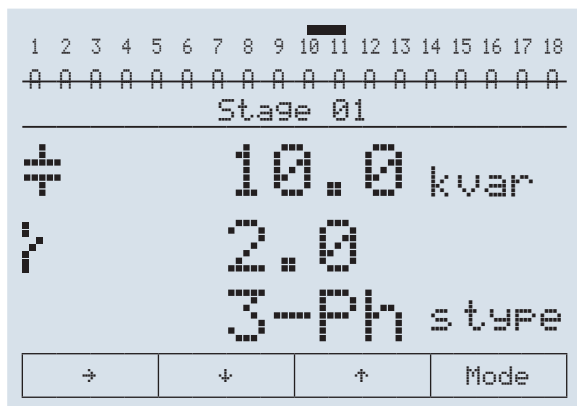 1 2 3 4 5 6 7 8 9 10 11 12 13 14 15 16 17 18
A A A A A A A A A A A A A A A A A A
Stage 01
10.0 kvar
2.0
3-Ph stype
→ ↓ ↑ Mode